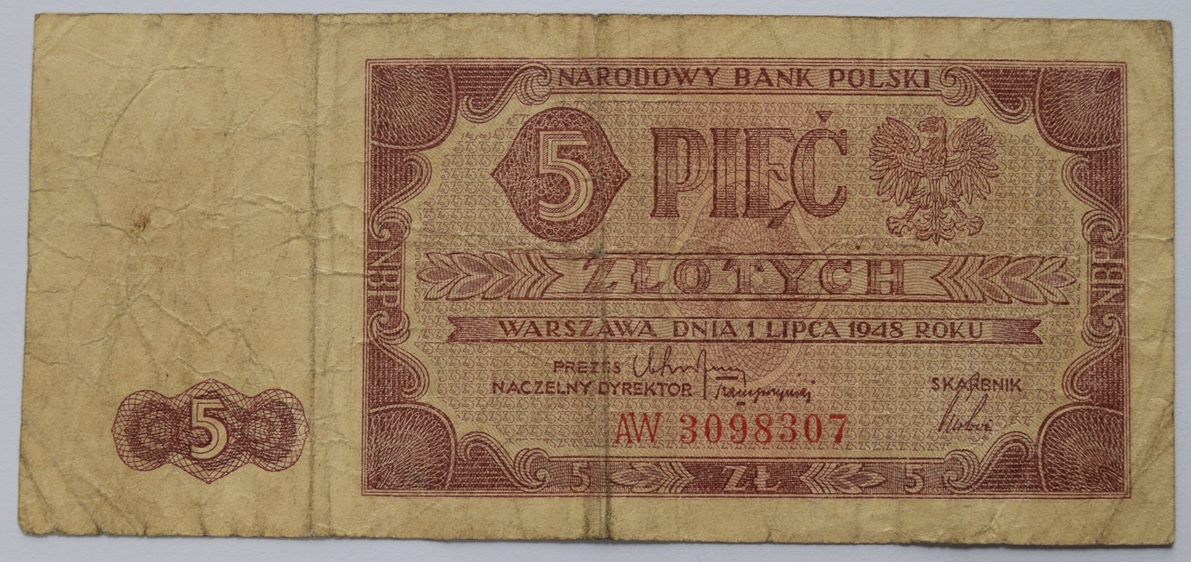 NARODOWY BANK POLSKI
5 PIĘĆ
ZŁOTYCH
WARSZAWA DNIA 1 LIPCA 1948 ROKU
PREZES
NACZELNY DYREKTOR
SKARBNIK
AW 3098307
5 ZŁ 5
NBP
NBP
5